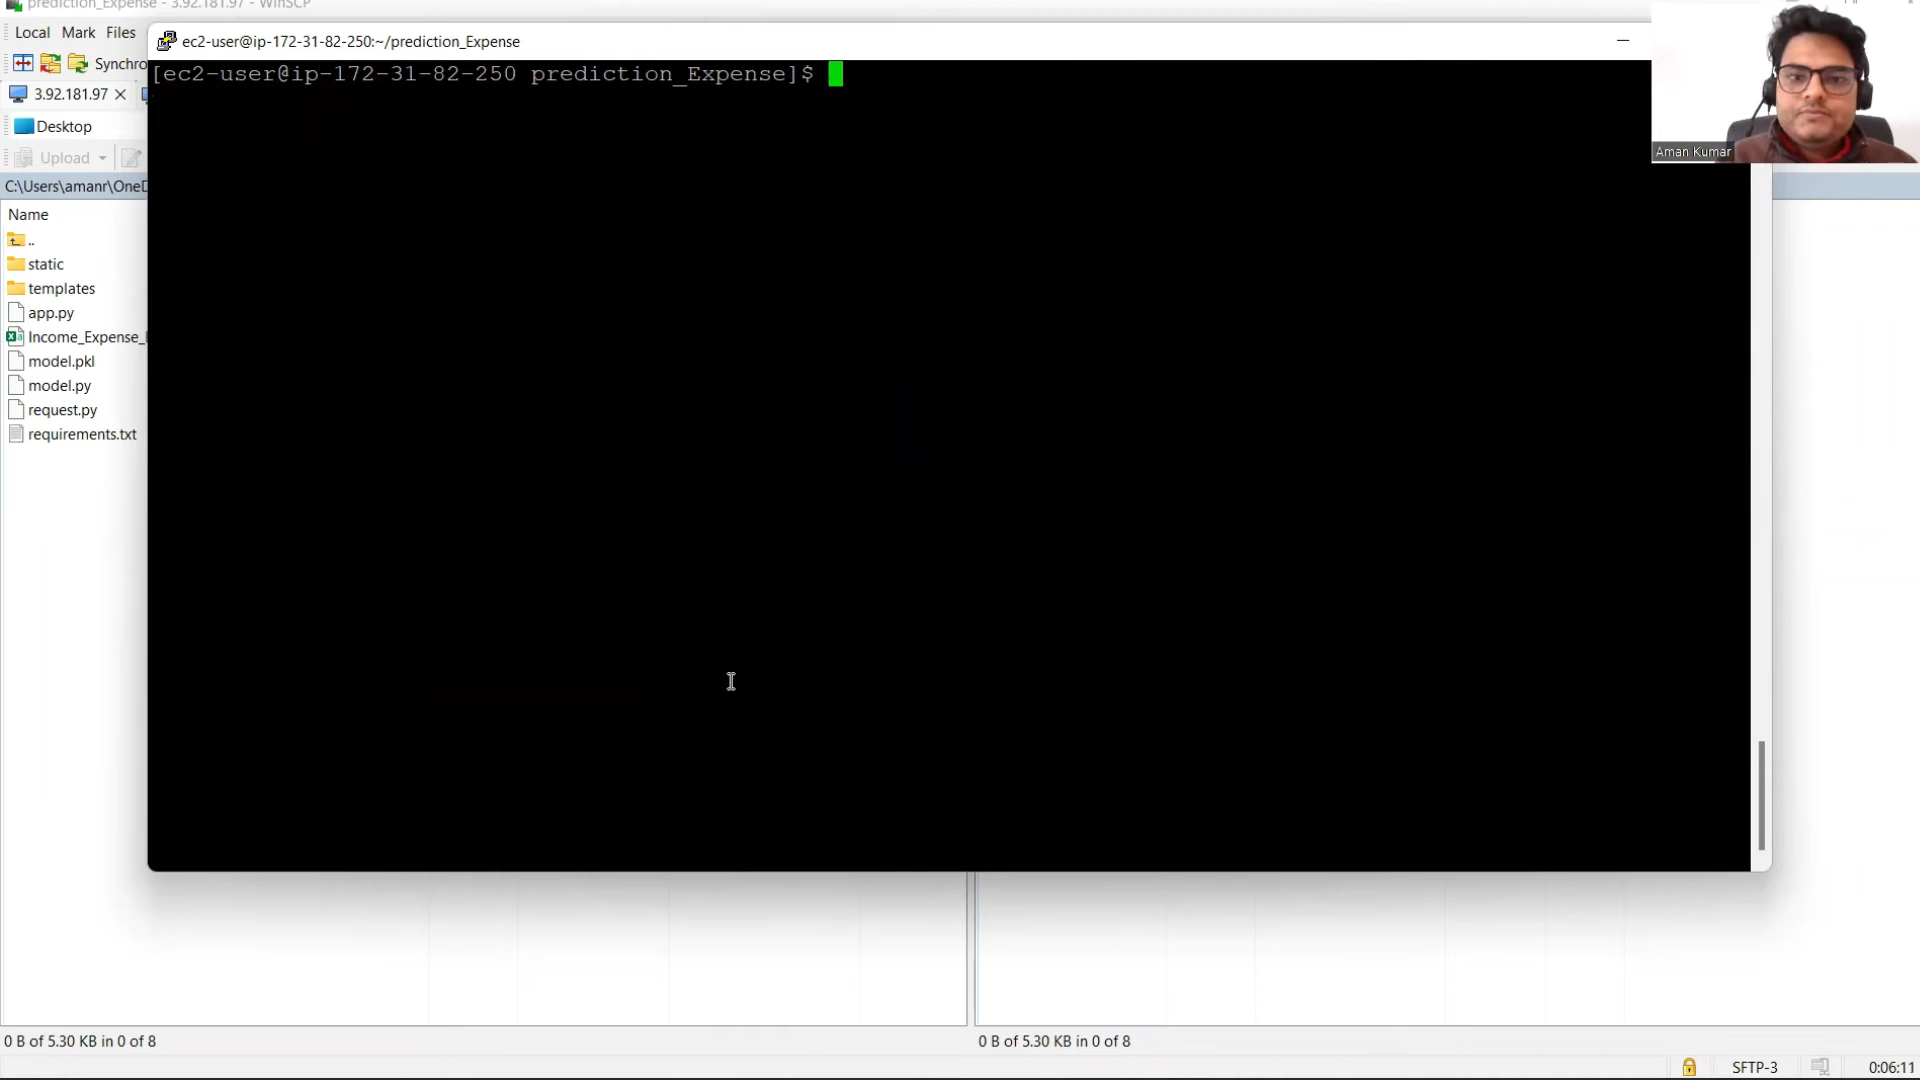 prediction_Expense - 3.92.181.97 - WinSCP
Local Mark Files
ec2-user@ip-172-31-82-250:~/prediction_Expense
Synchro
[ec2-user@ip-172-31-82-250 prediction_Expense]$
3.92.181.97
Desktop
Upload
Aman Kumar
C:\Users\amanr\OneD
Name
..
static
templates
app.py
Income_Expense_
model.pkl
model.py
request.py
requirements.txt
0 B of 5.30 KB in 0 of 8
0 B of 5.30 KB in 0 of 8
SFTP-3
0:06:11